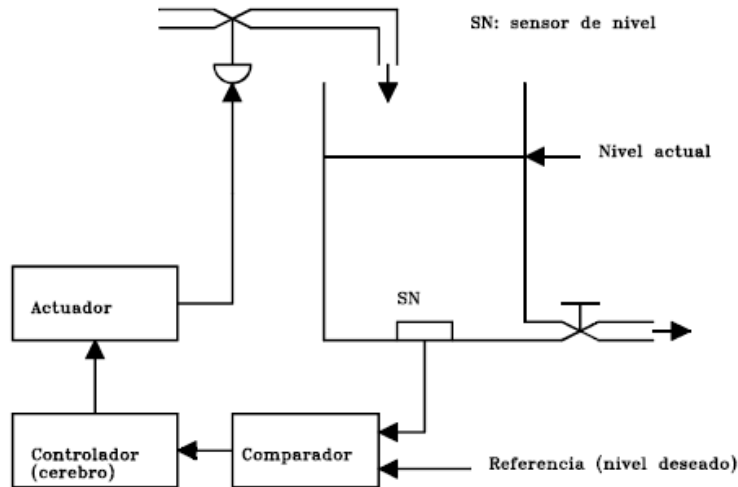 SN: sensor de nivel
Nivel actual
SN
Actuador
Controlador
(cerebro)
Comparador
Referencia (nivel deseado)